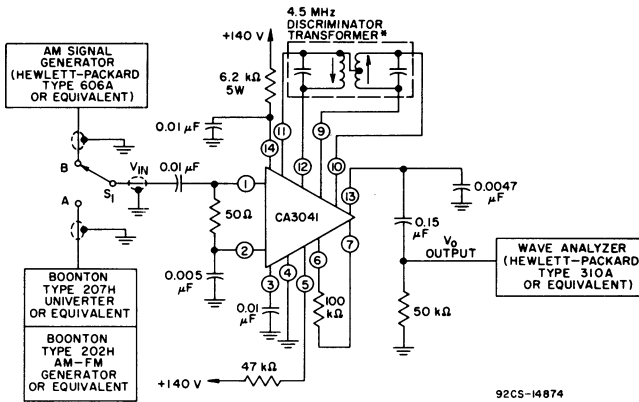 4.5 MHz
DISCRIMINATOR
TRANSFORMER*
+140 V
6.2 kΩ
5W
AM SIGNAL
GENERATOR
(HEWLETT-PACKARD
TYPE 606A
OR EQUIVALENT)
0.01 μF
11
9
14
12
10
13
B
VIN
0.01 μF
S1
A
1
50Ω
2
CA3041
0.005
μF
3
4
5
6
7
0.01
μF
100
kΩ
47 kΩ
+140 V
0.0047
μF
0.15
μF
VO
OUTPUT
50 kΩ
WAVE ANALYZER
(HEWLETT-PACKARD
TYPE 310A
OR EQUIVALENT)
BOONTON
TYPE 207H
UNIVERTER
OR EQUIVALENT
BOONTON
TYPE 202H
AM-FM
GENERATOR
OR EQUIVALENT
92CS-14874